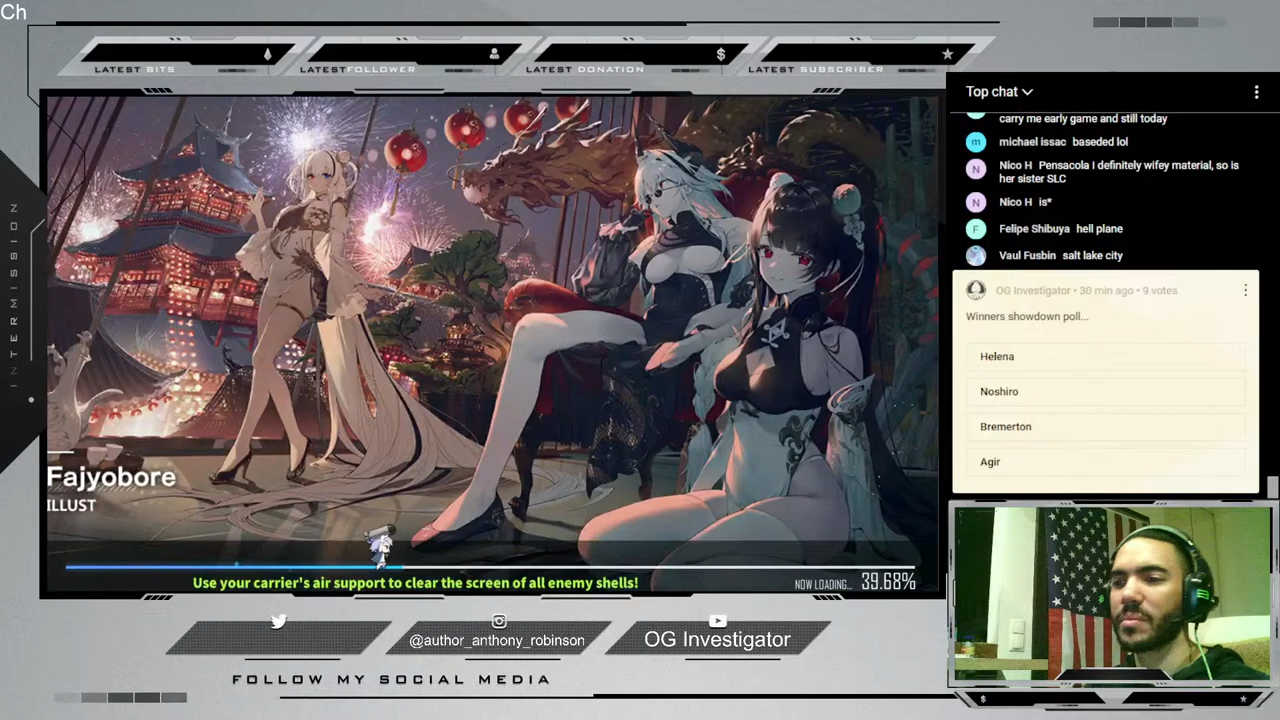 Ch
LATEST BITS
LATEST FOLLOWER
LATEST DONATION
LATEST SUBSCRIBER
INTERMISSION
Fajyobore
ILLUST
Use your carrier's air support to clear the screen of all enemy shells!
NOW LOADING... 39.68%
@author_anthony_robinson
OG Investigator
FOLLOW MY SOCIAL MEDIA
Top chat
carry me early game and still today
michael issac baseded lol
Nico H Pensacola I definitely wifey material, so is
her sister SLC
Nico H is*
Felipe Shibuya hell plane
Vaul Fusbin salt lake city
OG Investigator • 30 min ago • 9 votes
Winners showdown poll...
Helena
Noshiro
Bremerton
Agir